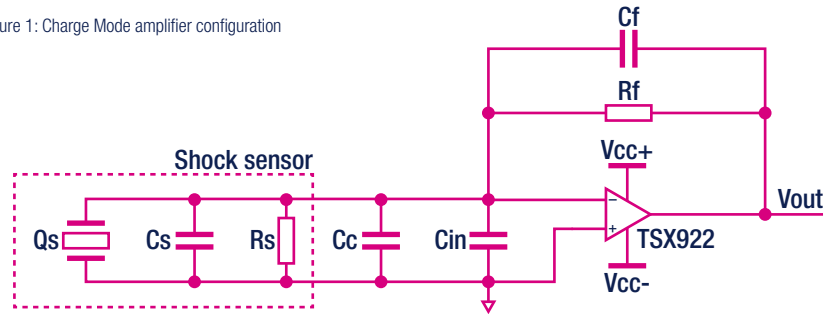 ure 1: Charge Mode amplifier configuration
Cf
Rf
Shock sensor
Vcc+
Vout
Qs Cs Rs Cc Cin
− + TSX922
Vcc-